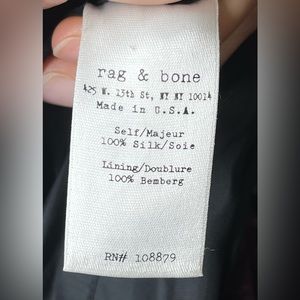 rag & bone
425 W. 13th St, NY NY 10014
Made in U.S.A.
Self/Majeur
100% Silk/Soie
Lining/Doublure
100% Bemberg
RN# 108879